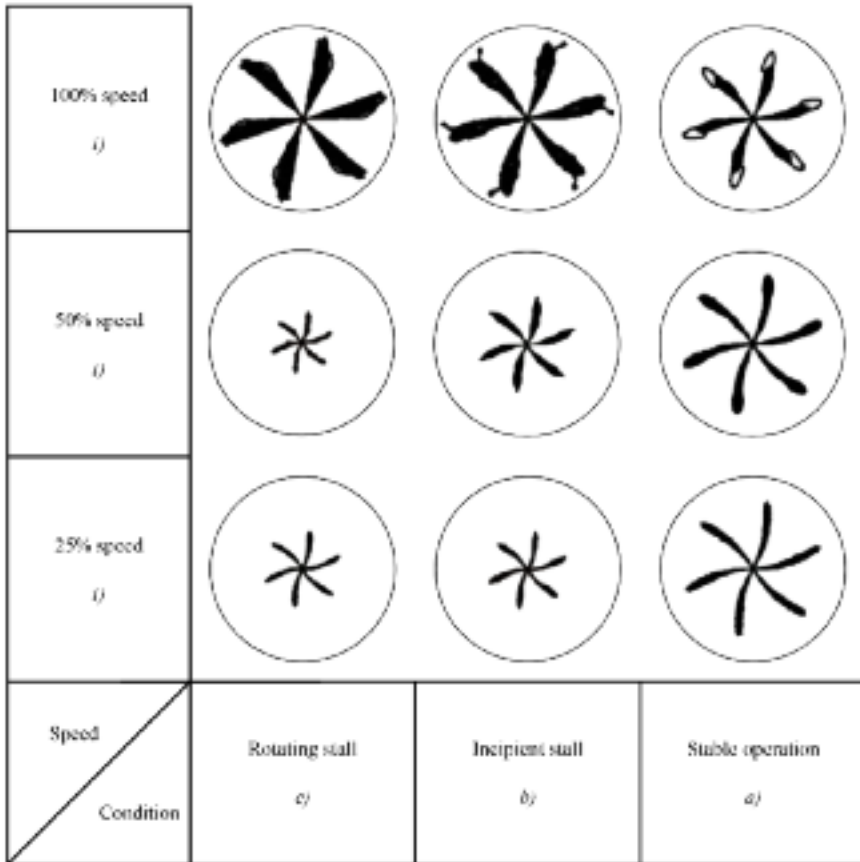 100% speed
i)
50% speed
i)
25% speed
i)
Speed
Condition
Rotating stall
c)
Incipient stall
b)
Stable operation
a)